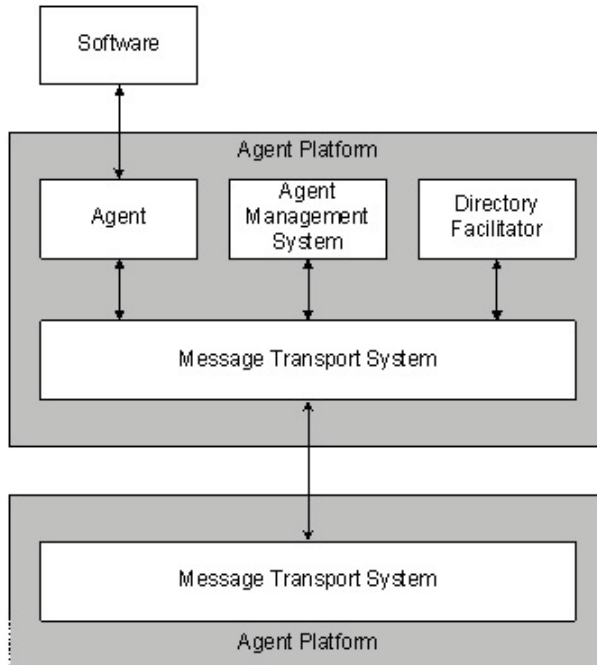 Software
Agent Platform
Agent
Agent
Management
System
Directory
Facilitator
Message Transport System
Message Transport System
Agent Platform